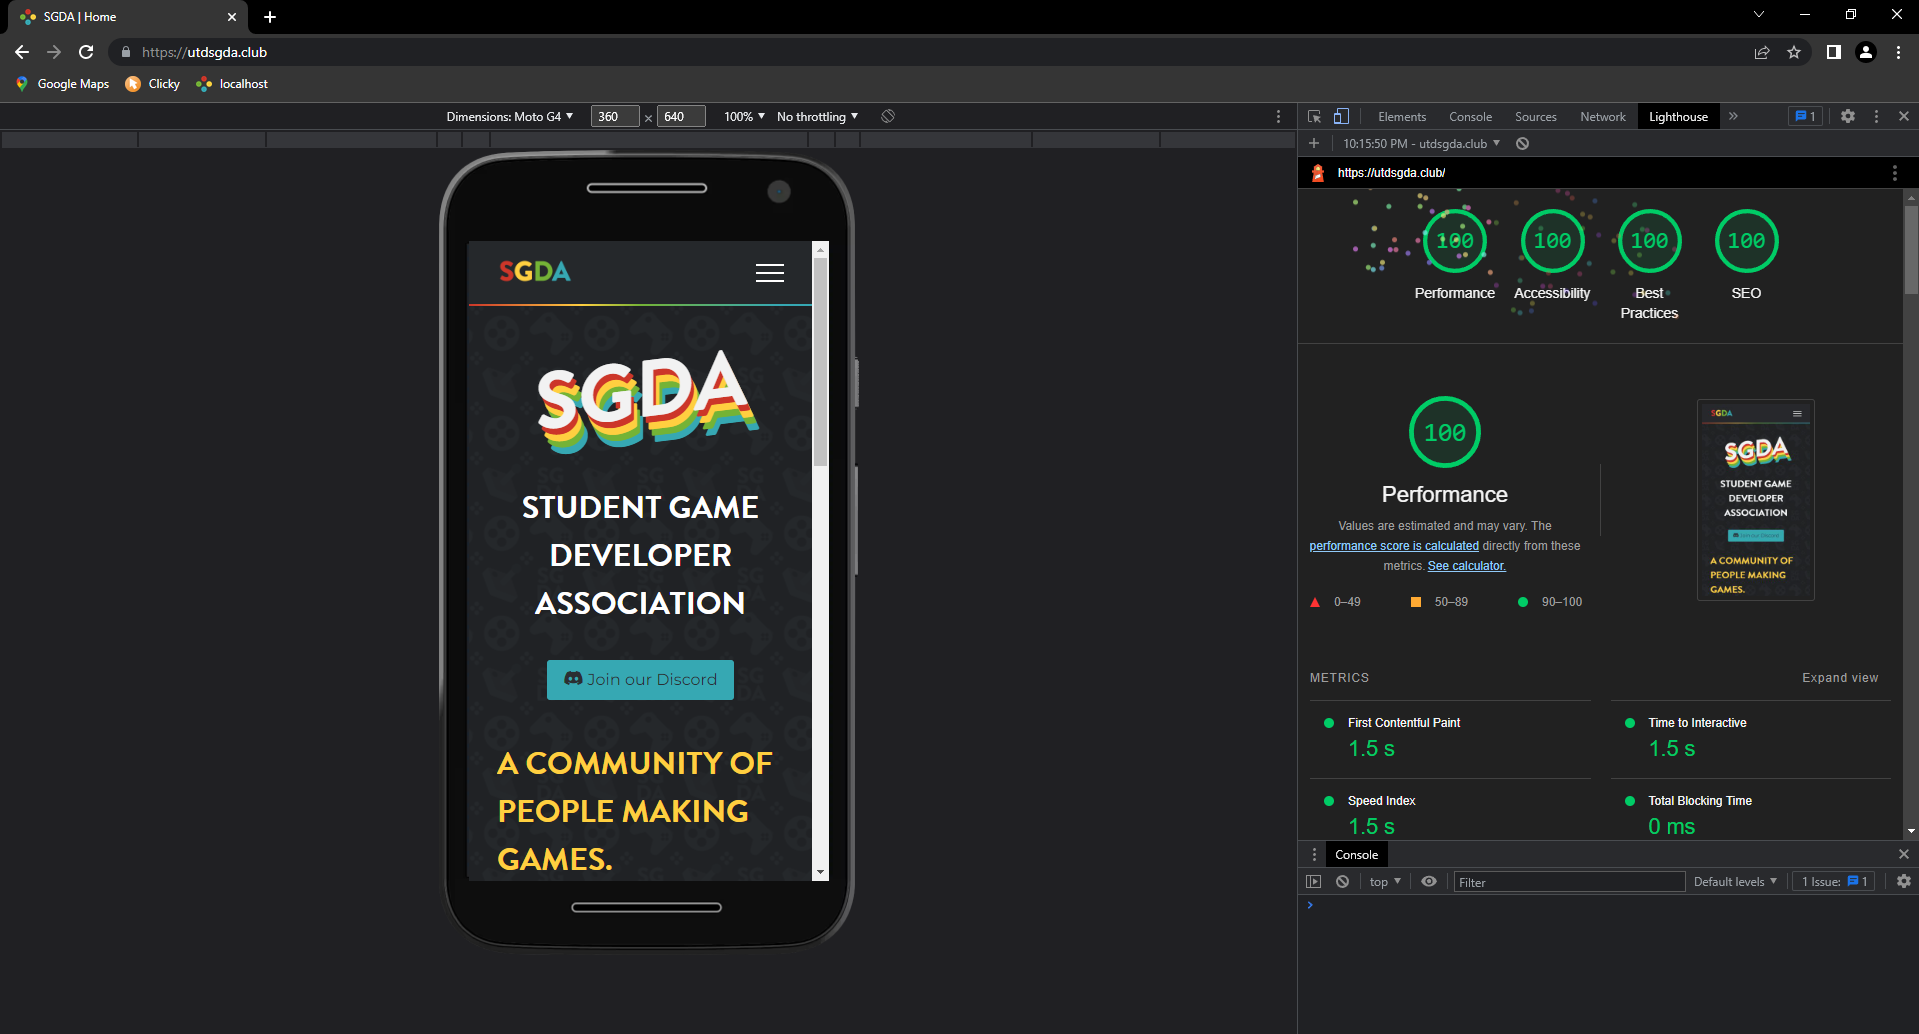 SGDA | Home
https://utdsgda.club
Google Maps
Clicky
localhost
Dimensions: Moto G4
360
×
640
100%
No throttling
SGDA
SGDA
STUDENT GAME
DEVELOPER
ASSOCIATION
Join our Discord
A COMMUNITY OF
PEOPLE MAKING
GAMES.
Elements
Console
Sources
Network
Lighthouse
1
10:15:50 PM - utdsgda.club
https://utdsgda.club/
100
100
100
100
Performance
Accessibility
Best
Practices
SEO
100
Performance
Values are estimated and may vary. The
performance score is calculated directly from these
metrics. See calculator.
0–49
50–89
90–100
SGDA
SGDA
STUDENT GAME
DEVELOPER
ASSOCIATION
Join our Discord
A COMMUNITY OF
PEOPLE MAKING
GAMES.
METRICS
Expand view
First Contentful Paint
1.5 s
Time to Interactive
1.5 s
Speed Index
1.5 s
Total Blocking Time
0 ms
Console
top
Filter
Default levels
1 Issue: 1